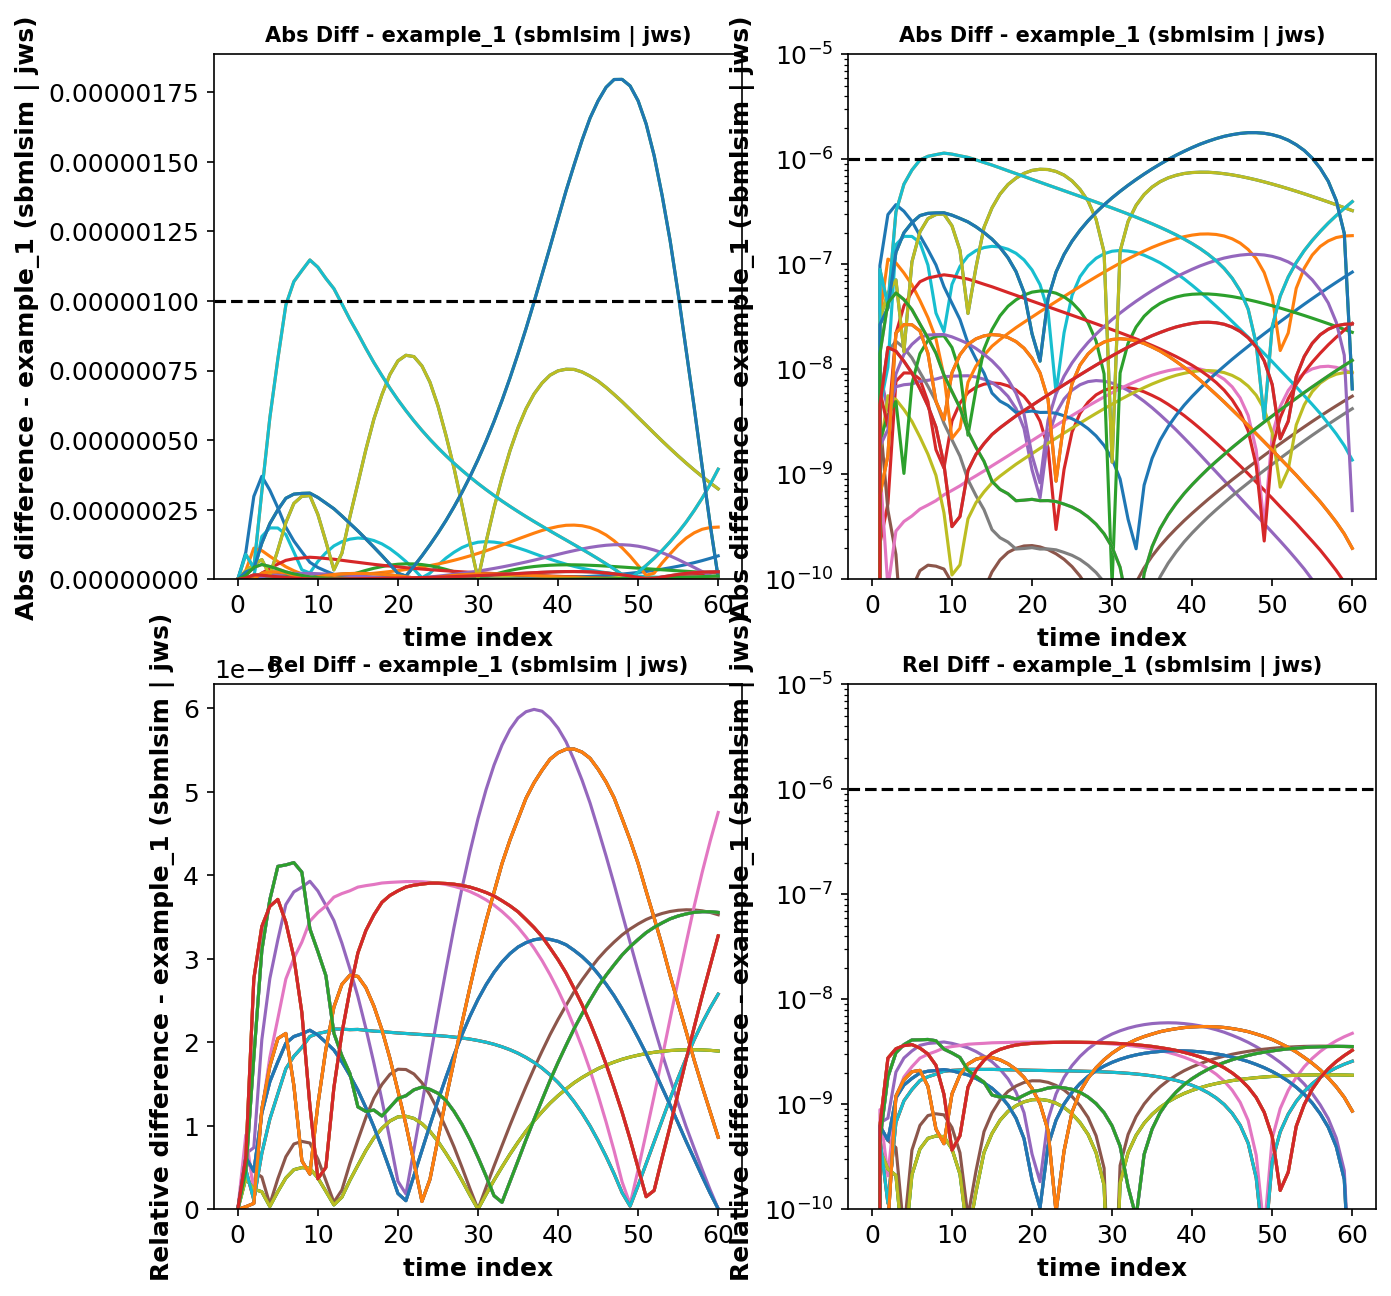 Abs Diff - example_1 (sbmlsim | jws)
Abs difference - example_1 (sbmlsim | jws)
0.00000175
0.00000150
0.00000125
0.00000100
0.00000075
0.00000050
0.00000025
0.00000000
0 10 20 30 40 50 60
time index
Abs Diff - example_1 (sbmlsim | jws)
Abs difference - example_1 (sbmlsim | jws)
10−5
10−6
10−7
10−8
10−9
10−10
0 10 20 30 40 50 60
time index
Rel Diff - example_1 (sbmlsim | jws)
1e−9
Relative difference - example_1 (sbmlsim | jws)
6
5
4
3
2
1
0
0 10 20 30 40 50 60
time index
Rel Diff - example_1 (sbmlsim | jws)
Relative difference - example_1 (sbmlsim | jws)
10−5
10−6
10−7
10−8
10−9
10−10
0 10 20 30 40 50 60
time index